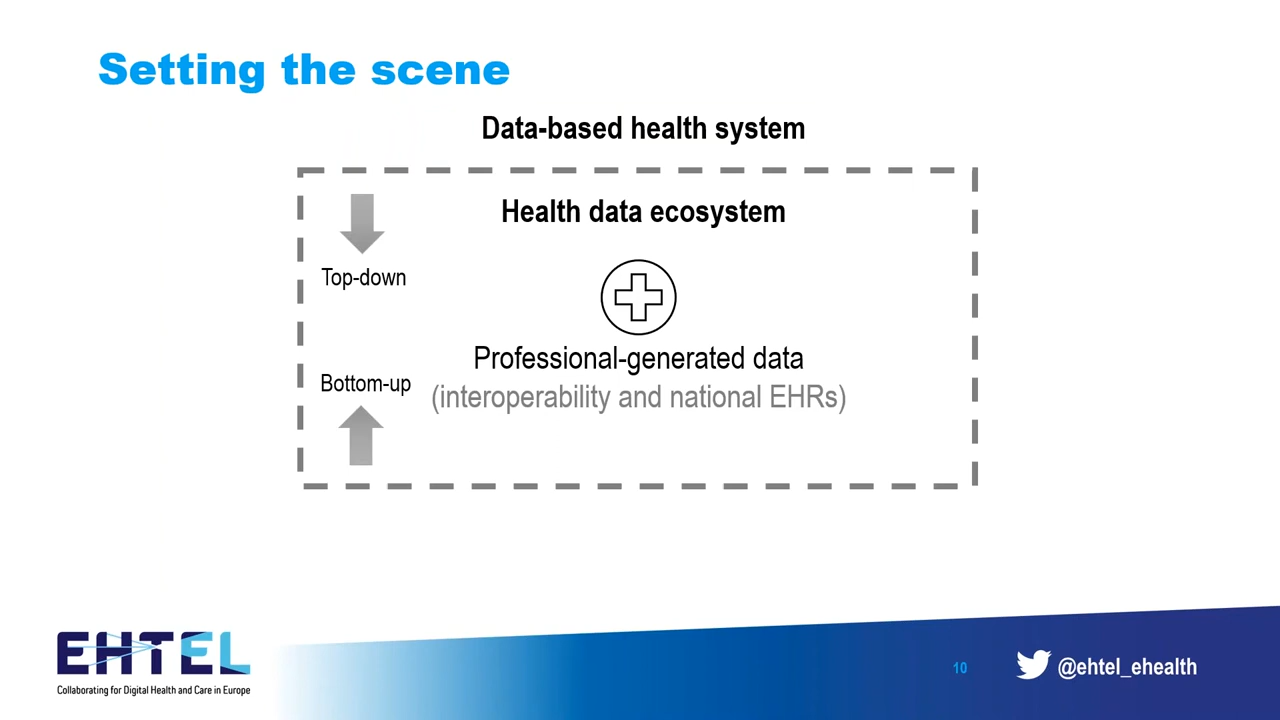 Setting the scene
Data-based health system
Health data ecosystem
Top-down
Professional-generated data
Bottom-up
(interoperability and national EHRs)
EHTEL
Collaborating for Digital Health and Care in Europe
10
@ehtel_ehealth